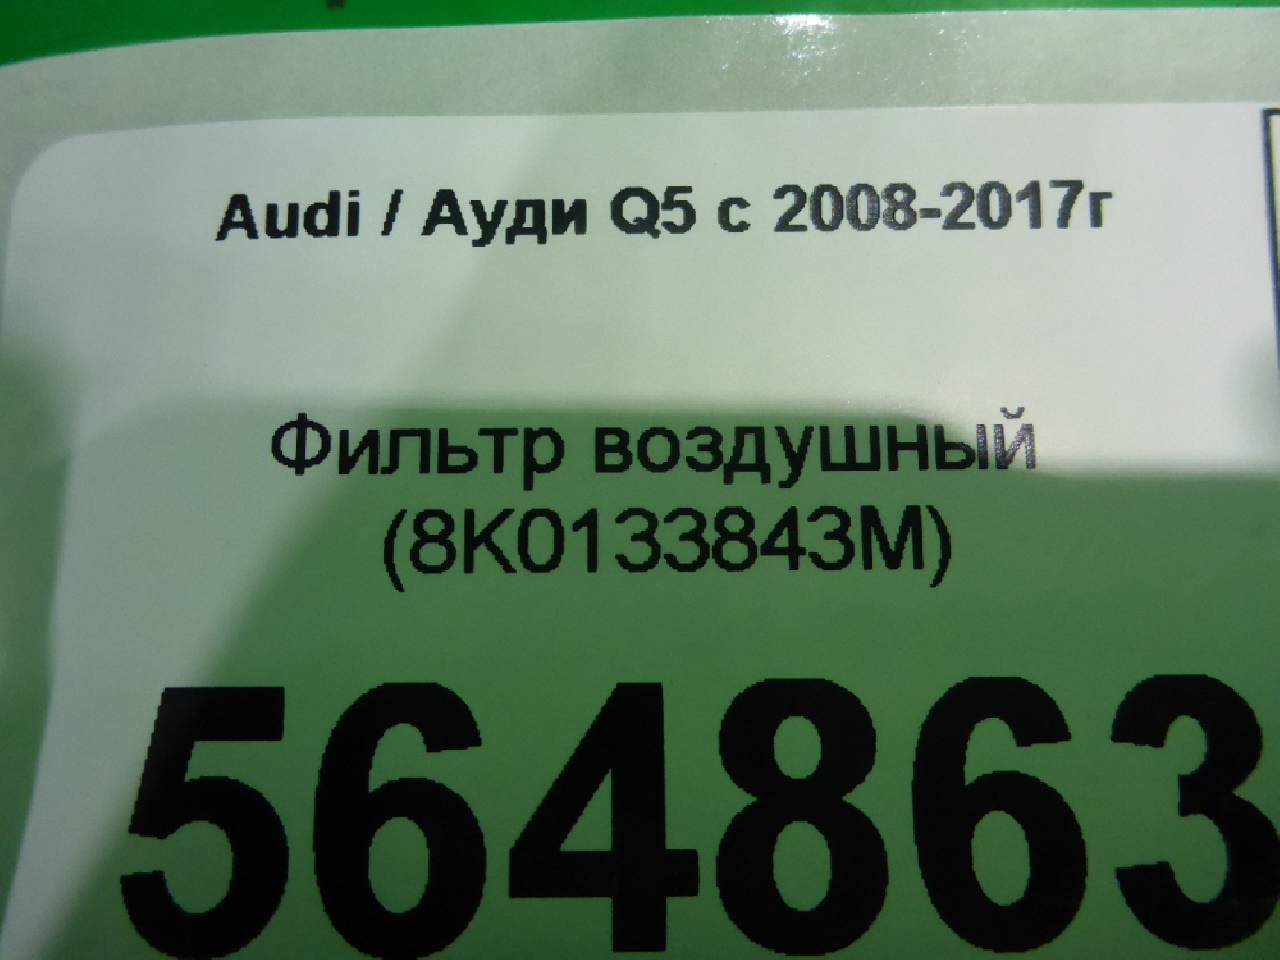 Audi / Ауди Q5 с 2008-2017г
Фильтр воздушный
(8K0133843M)
564863